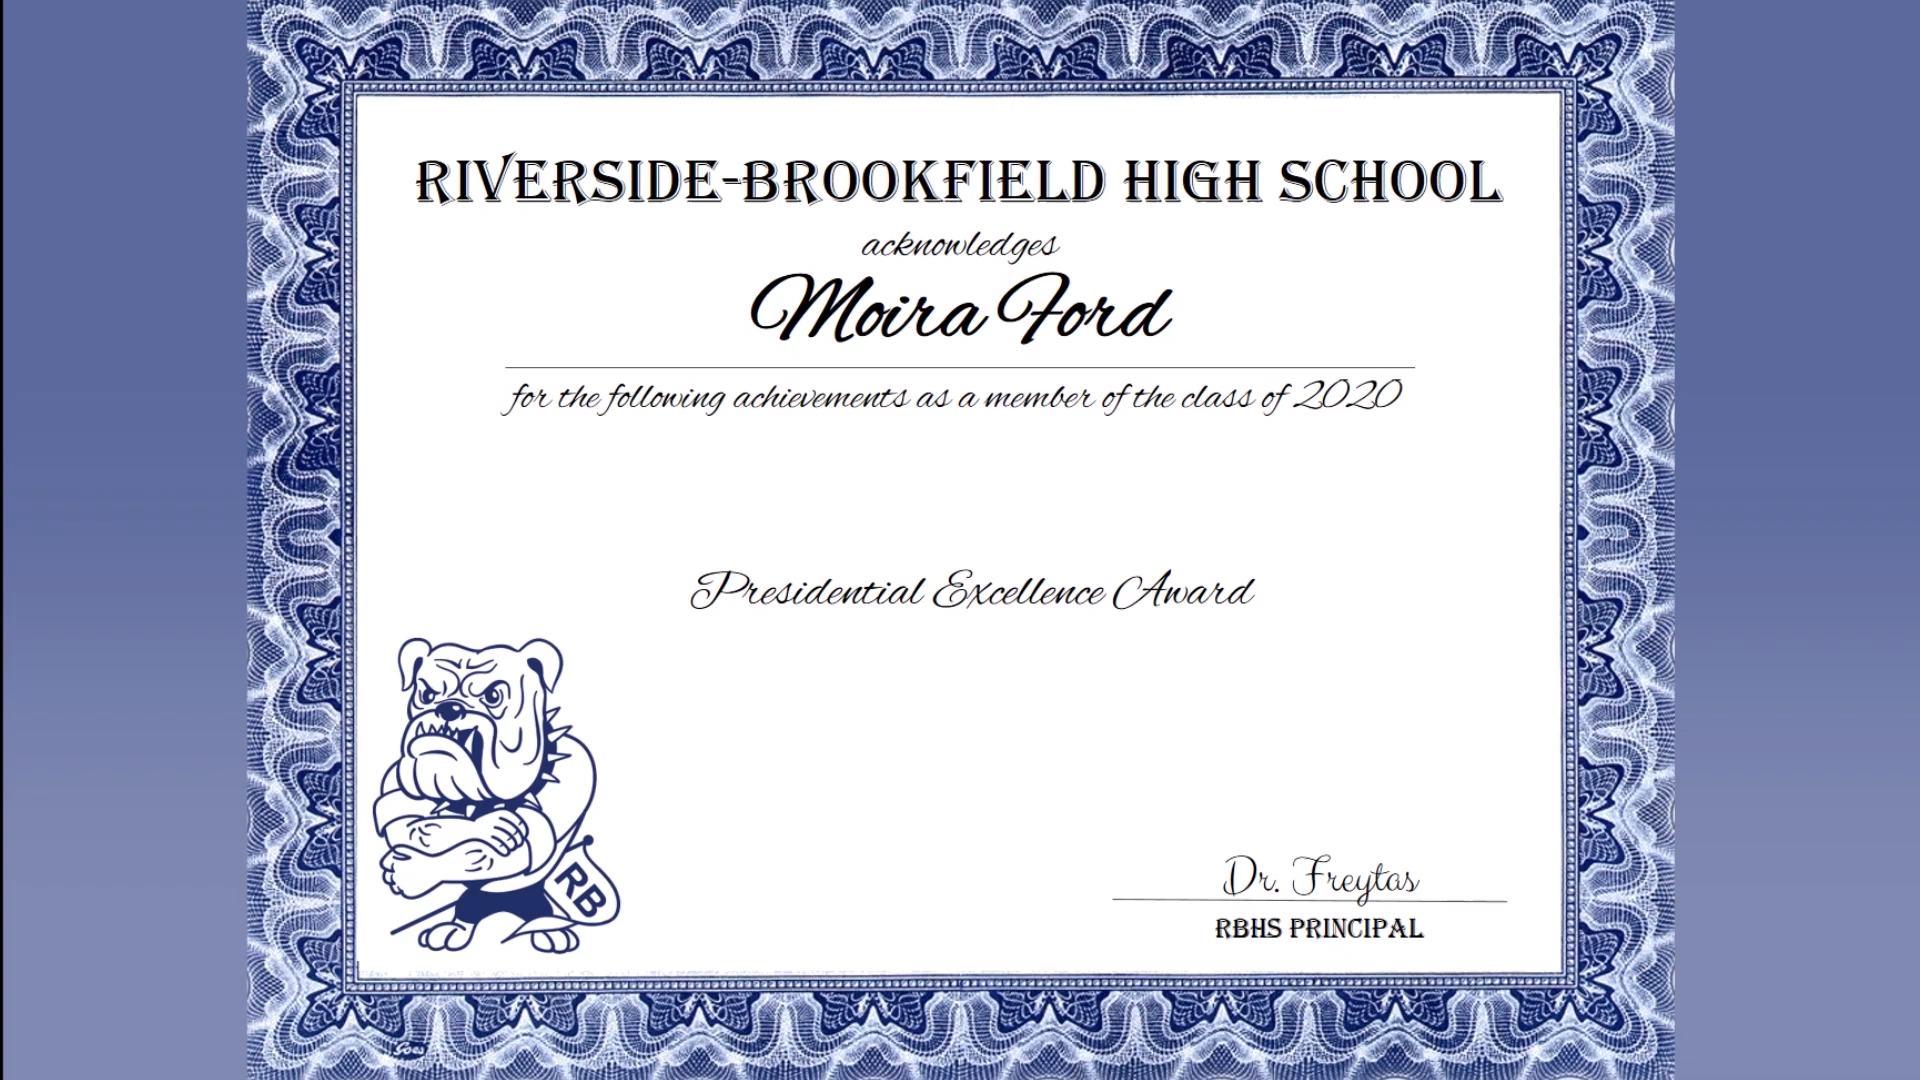 RIVERSIDE-BROOKFIELD HIGH SCHOOL
acknowledges
Moira Ford
for the following achievements as a member of the class of 2020
Presidential Excellence Award
RB
Dr. Freytas
RBHS PRINCIPAL
Goes